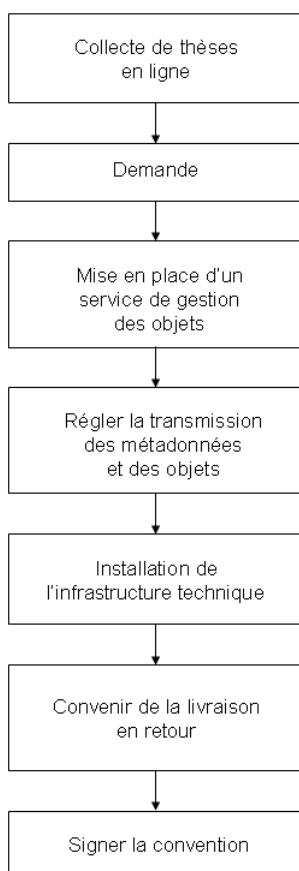 Collecte de thèses
en ligne
Demande
Mise en place d'un
service de gestion
des objets
Régler la transmission
des métadonnées
et des objets
Installation de
l'infrastructure technique
Convenir de la livraison
en retour
Signer la convention